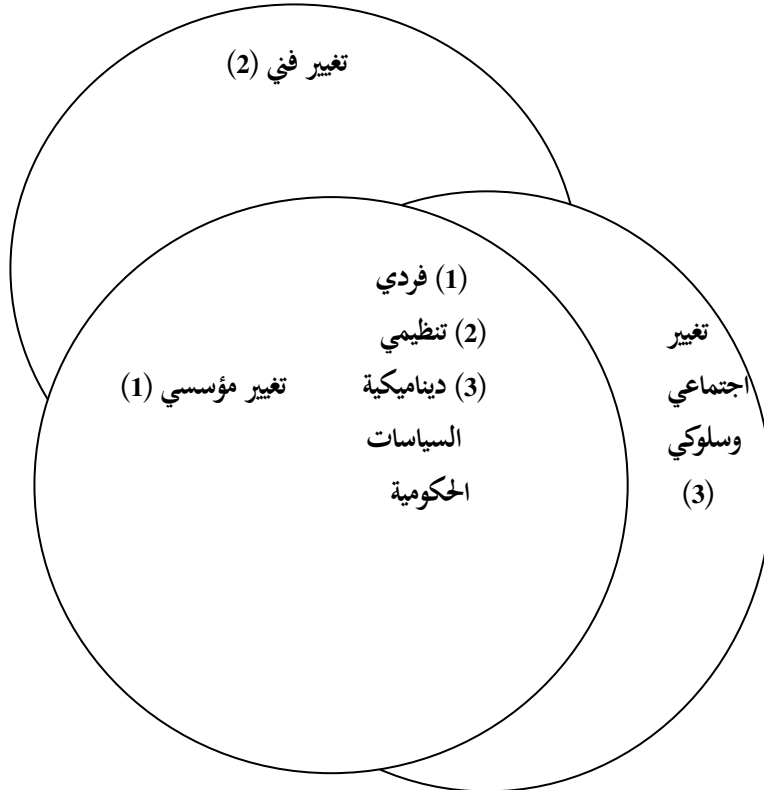 تغيير فني (2)
(1) فردي
(2) تنظيمي
(3) ديناميكية
السياسات
الحكومية
تغيير مؤسسي (1)
تغيير
اجتماعي
وسلوكي
(3)